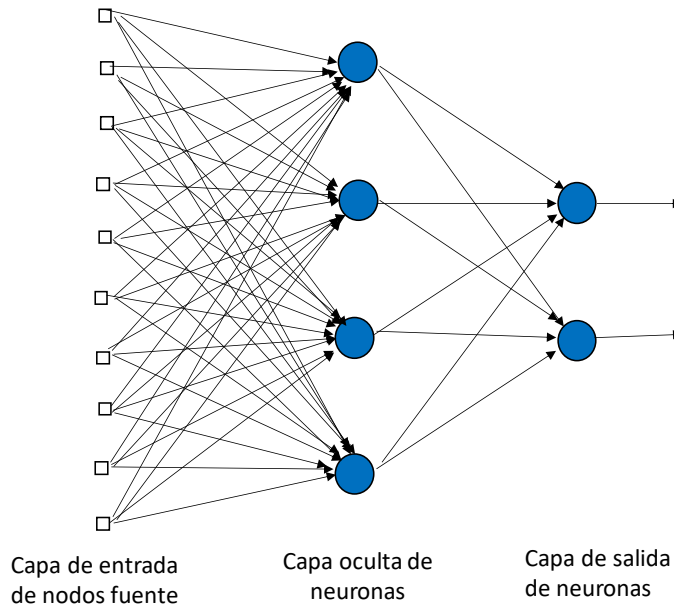 Capa de entrada
de nodos fuente
Capa oculta de
neuronas
Capa de salida
de neuronas